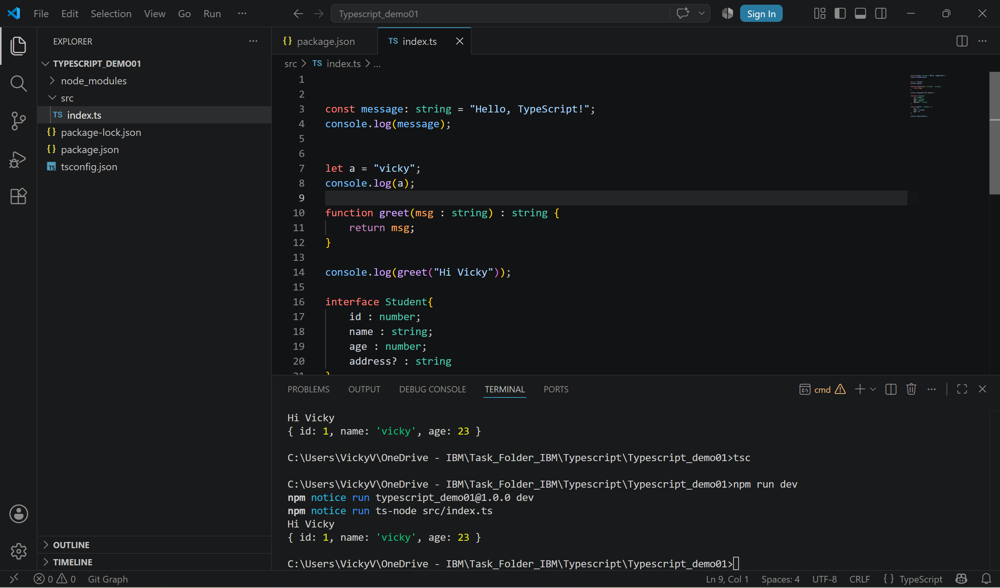 File Edit Selection View Go Run ···
Typescript_demo01
Sign In
EXPLORER
TYPESCRIPT_DEMO01
node_modules
src
TS index.ts
{} package-lock.json
{} package.json
TS tsconfig.json
OUTLINE
TIMELINE
{} package.json
TS index.ts
src > TS index.ts > ...
1
2
3 const message: string = "Hello, TypeScript!";
4 console.log(message);
5
6
7 let a = "vicky";
8 console.log(a);
9
10 function greet(msg : string) : string {
11 return msg;
12 }
13
14 console.log(greet("Hi Vicky"));
15
16 interface Student{
17 id : number;
18 name : string;
19 age : number;
20 address? : string
21 }
PROBLEMS OUTPUT DEBUG CONSOLE TERMINAL PORTS
cmd
Hi Vicky
{ id: 1, name: 'vicky', age: 23 }
C:\Users\VickyV\OneDrive - IBM\Task_Folder_IBM\Typescript\Typescript_demo01>tsc
C:\Users\VickyV\OneDrive - IBM\Task_Folder_IBM\Typescript\Typescript_demo01>npm run dev
npm notice run typescript_demo01@1.0.0 dev
npm notice run ts-node src/index.ts
Hi Vicky
{ id: 1, name: 'vicky', age: 23 }
C:\Users\VickyV\OneDrive - IBM\Task_Folder_IBM\Typescript\Typescript_demo01>
0 0 Git Graph
Ln 9, Col 1 Spaces: 4 UTF-8 CRLF {} TypeScript